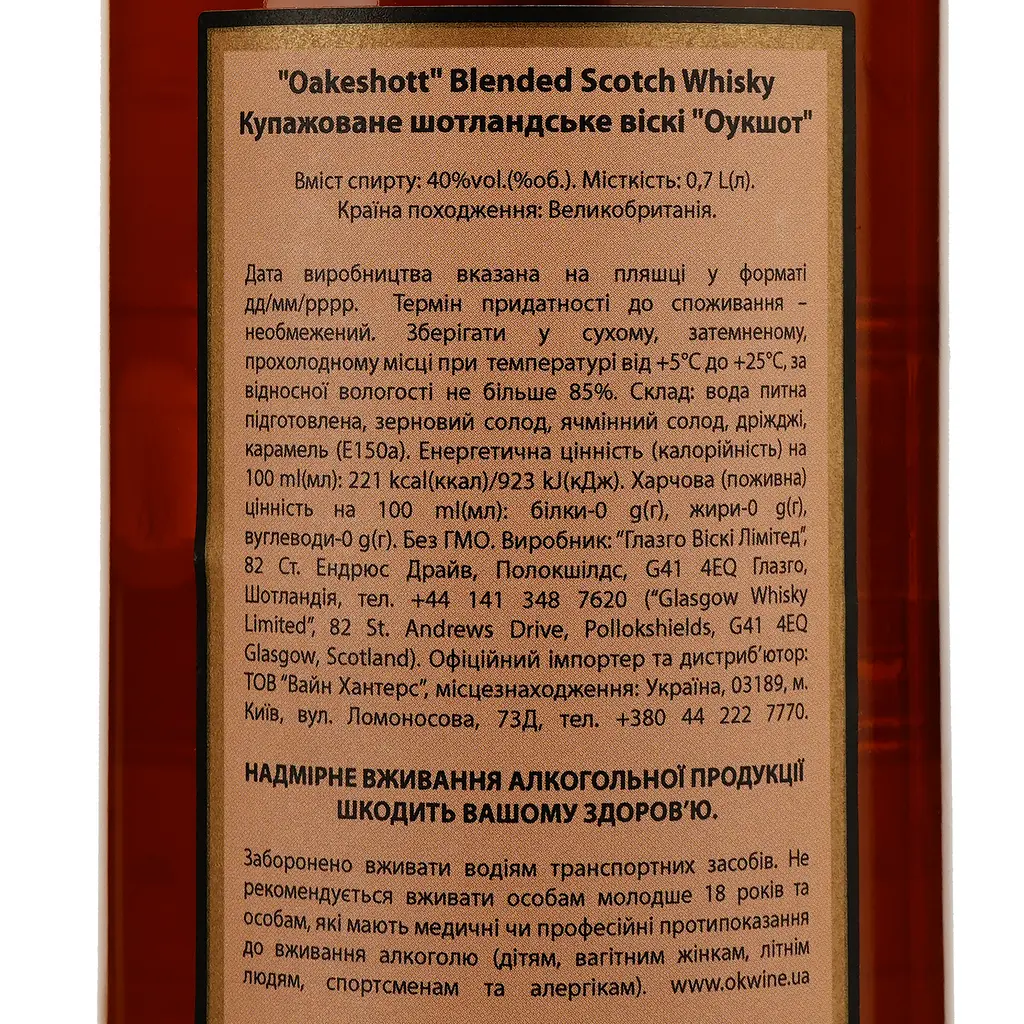 "Oakeshott" Blended Scotch Whisky
Купажоване шотландське віскі "Оукшот"
Вміст спирту: 40%vol.(%об.). Місткість: 0,7 L(л).
Країна походження: Великобританія.
Дата виробництва вказана на пляшці у форматі
дд/мм/рррр. Термін придатності до споживання –
необмежений. Зберігати у сухому, затемненому,
прохолодному місці при температурі від +5°С до +25°С, за
відносної вологості не більше 85%. Склад: вода питна
підготовлена, зерновий солод, ячмінний солод, дріжджі,
карамель (Е150а). Енергетична цінність (калорійність) на
100 ml(мл): 221 kcal(ккал)/923 kJ(кДж). Харчова (поживна)
цінність на 100 ml(мл): білки-0 g(г), жири-0 g(г),
вуглеводи-0 g(г). Без ГМО. Виробник: “Глазго Віскі Лімітед”,
82 Ст. Ендрюс Драйв, Полокшілдс, G41 4EQ Глазго,
Шотландія, тел. +44 141 348 7620 (“Glasgow Whisky
Limited”, 82 St. Andrews Drive, Pollokshields, G41 4EQ
Glasgow, Scotland). Офіційний імпортер та дистриб’ютор:
ТОВ “Вайн Хантерс”, місцезнаходження: Україна, 03189, м.
Київ, вул. Ломоносова, 73Д, тел. +380 44 222 7770.
НАДМІРНЕ ВЖИВАННЯ АЛКОГОЛЬНОЇ ПРОДУКЦІЇ
ШКОДИТЬ ВАШОМУ ЗДОРОВ’Ю.
Заборонено вживати водіям транспортних засобів. Не
рекомендується вживати особам молодше 18 років та
особам, які мають медичні чи професійні протипоказання
до вживання алкоголю (дітям, вагітним жінкам, літнім
людям, спортсменам та алергікам). www.okwine.ua